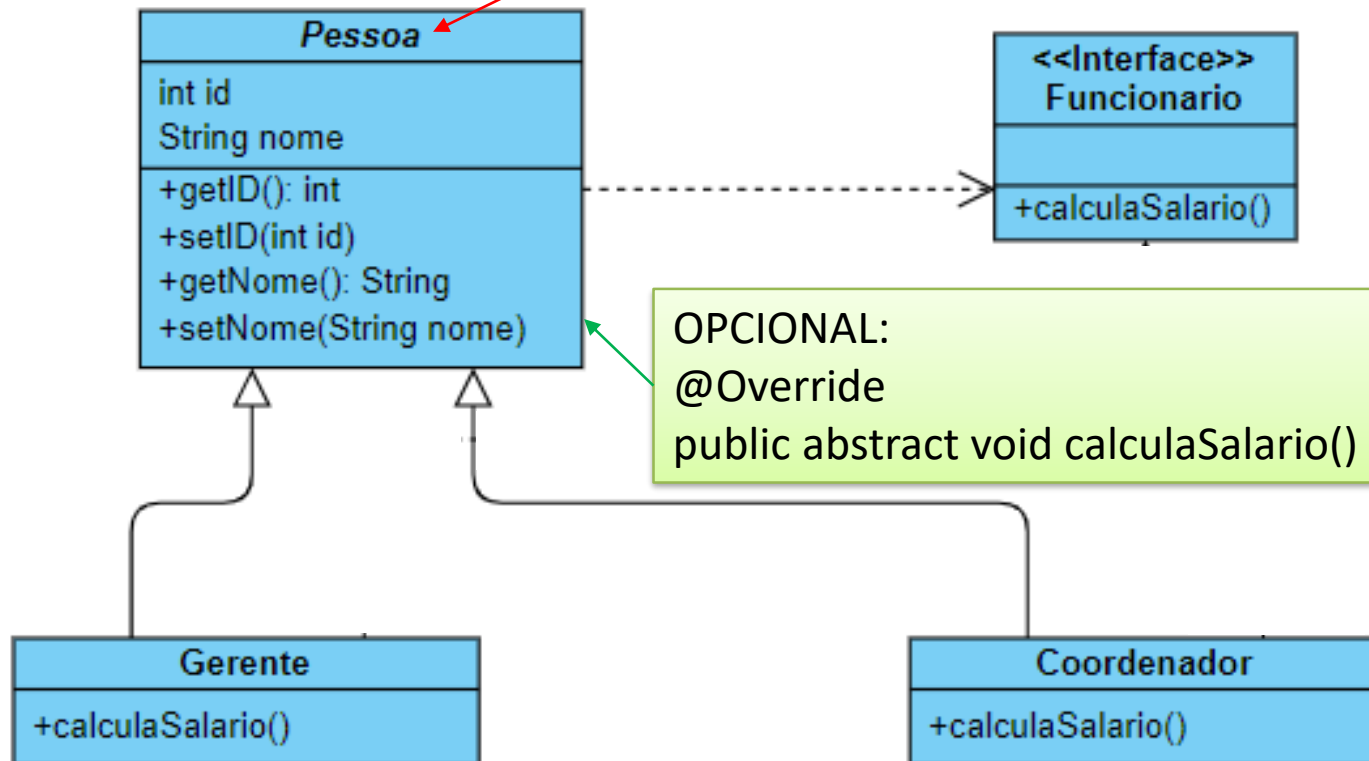 Pessoa
int id
String nome
+getID(): int
+setID(int id)
+getNome(): String
+setNome(String nome)
<<Interface>>
Funcionario
+calculaSalario()
OPCIONAL:
@Override
public abstract void calculaSalario()
Gerente
+calculaSalario()
Coordenador
+calculaSalario()